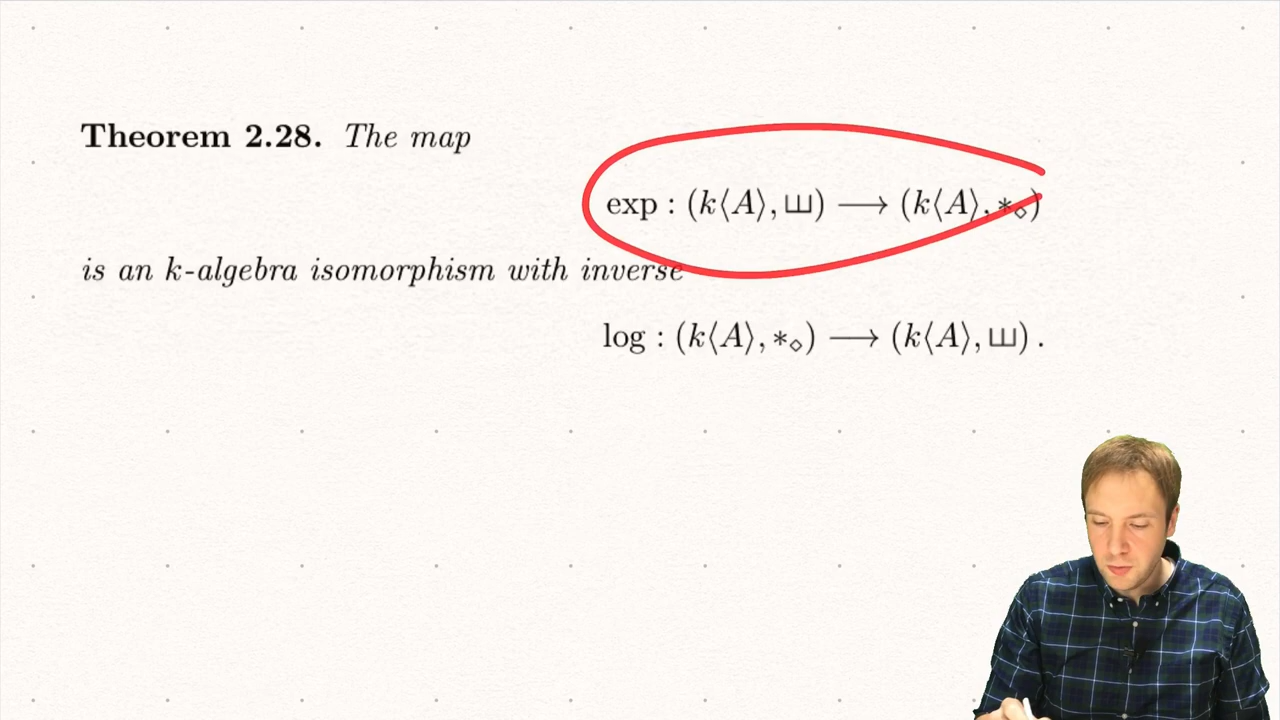 Theorem 2.28. The map
exp : (k⟨A⟩, ш) ⟶ (k⟨A⟩, *⋄)
is an k-algebra isomorphism with inverse
log : (k⟨A⟩, *⋄) ⟶ (k⟨A⟩, ш) .